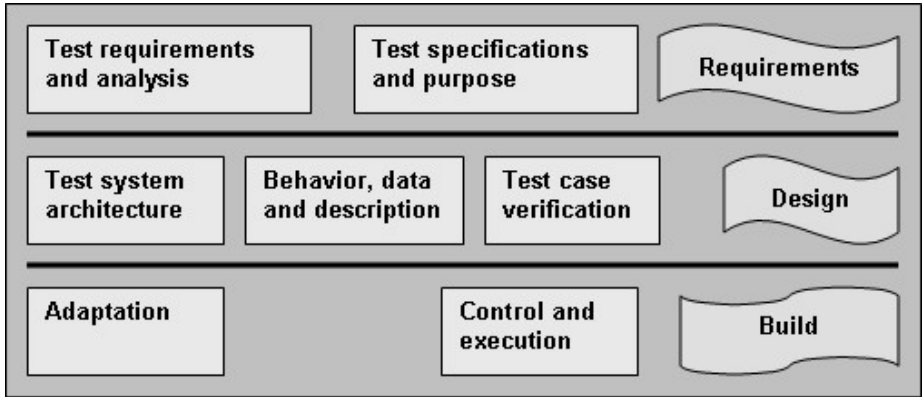 Test requirements
and analysis
Test specifications
and purpose
Requirements
Test system
architecture
Behavior, data
and description
Test case
verification
Design
Adaptation
Control and
execution
Build